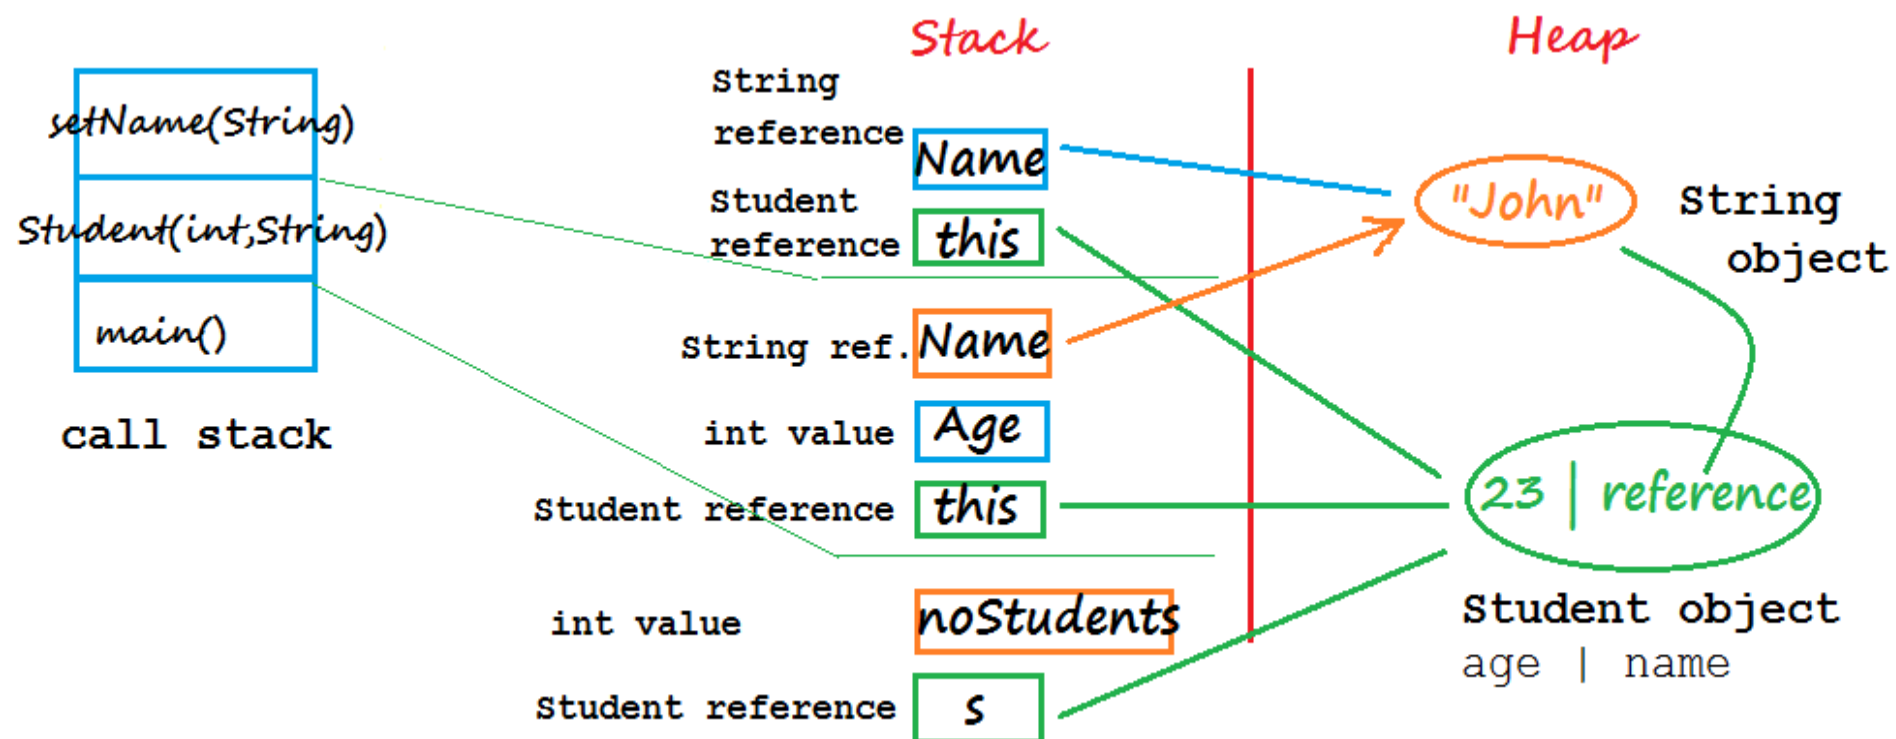 Stack
Heap
setName(String)
Student(int,String)
main()
call stack
String
reference
Name
Student
reference
this
String ref.
Name
int value
Age
Student reference
this
int value
noStudents
Student reference
s
"John"
String
object
23 | reference
Student object
age | name